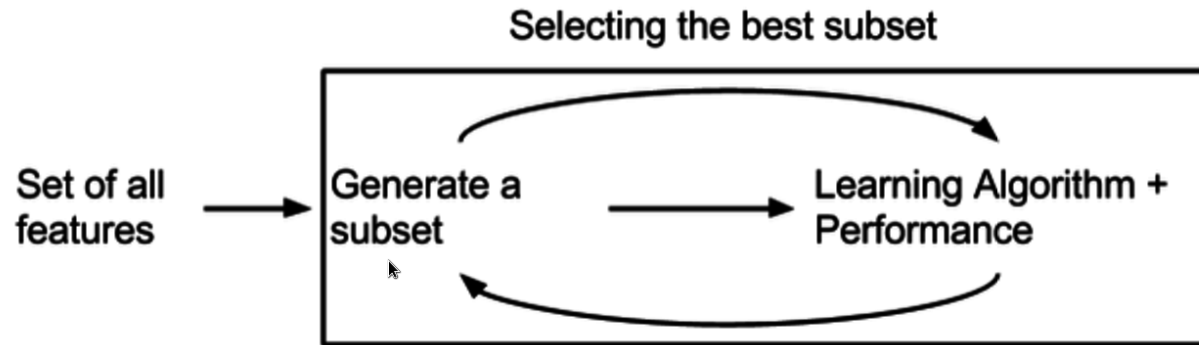 Selecting the best subset
Set of all
features
Generate a
subset
Learning Algorithm +
Performance